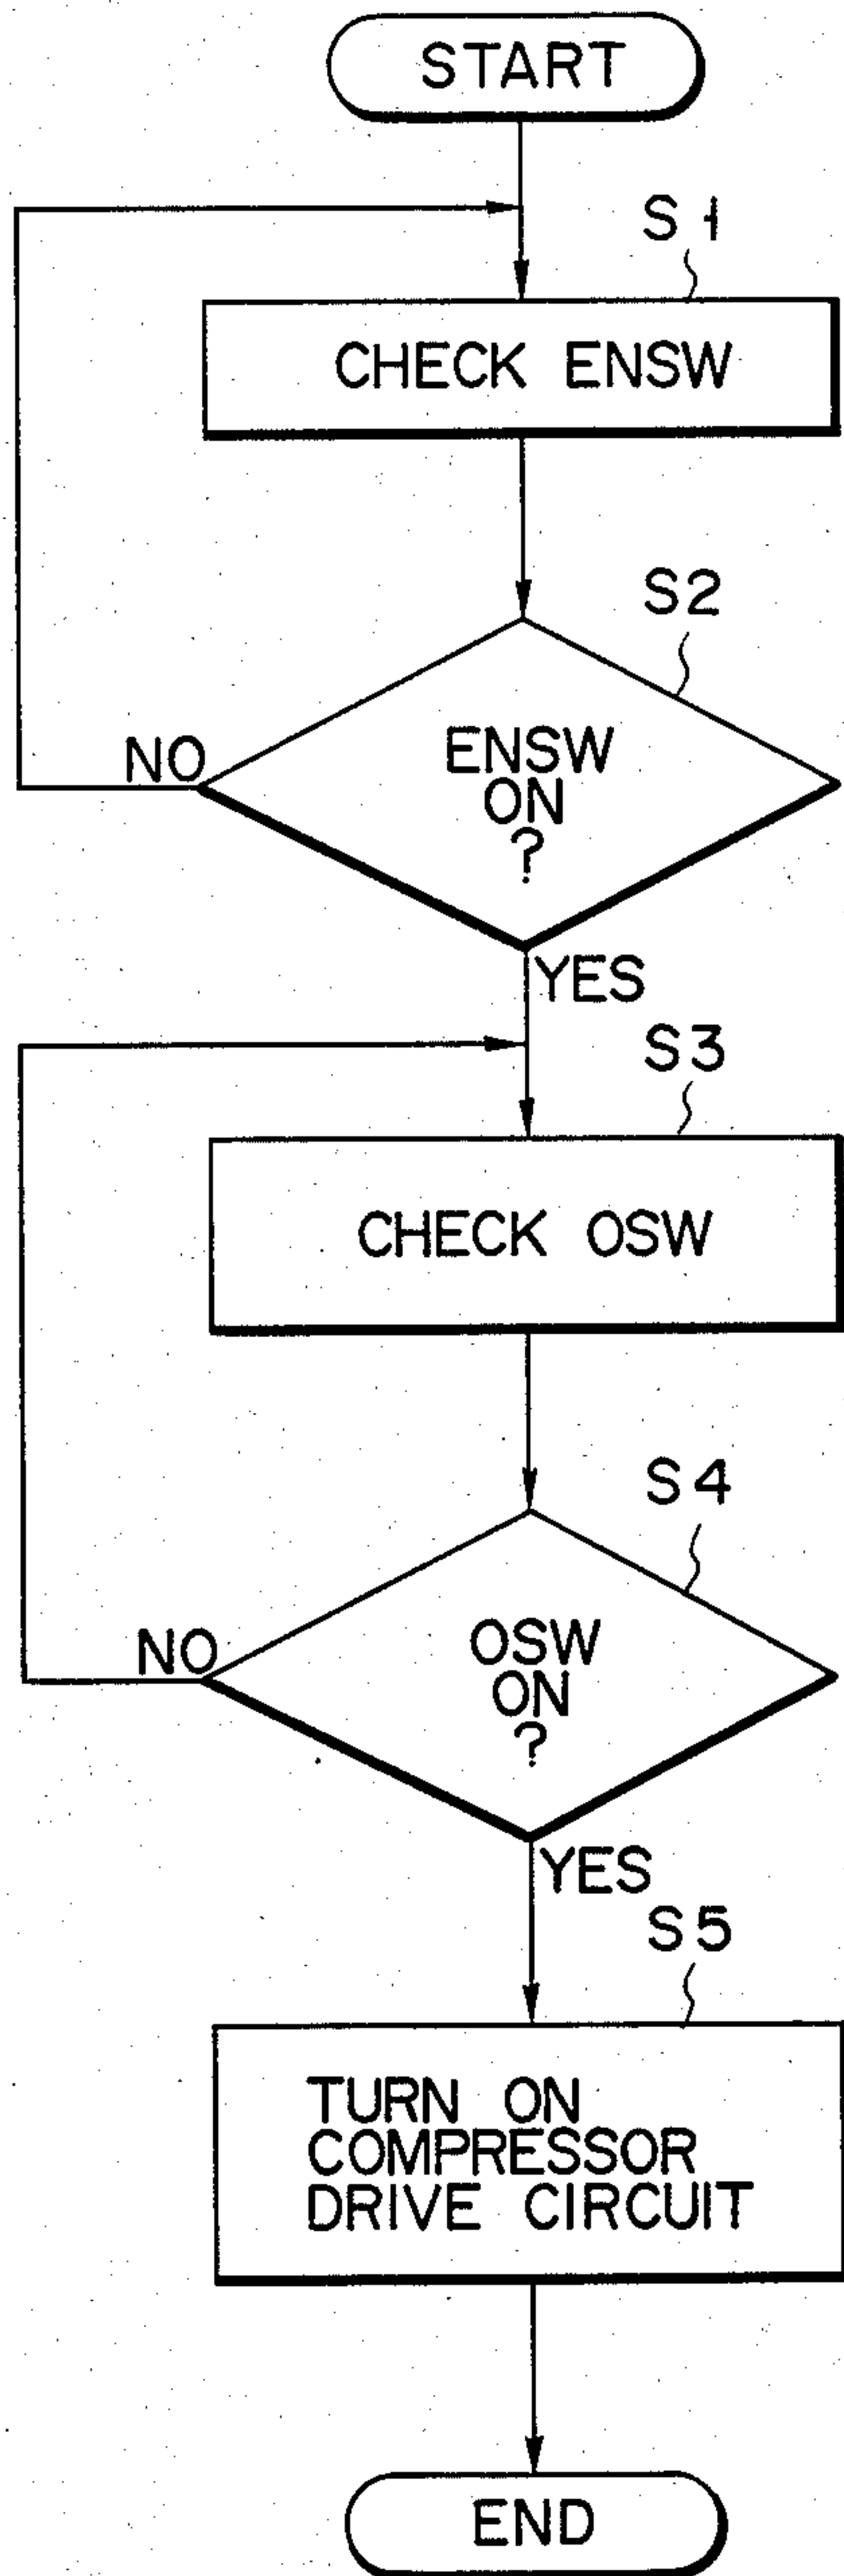 START
S1
CHECK ENSW
S2
ENSW
ON
?
NO
YES
S3
CHECK OSW
S4
OSW
ON
?
NO
YES
S5
TURN ON
COMPRESSOR
DRIVE CIRCUIT
END